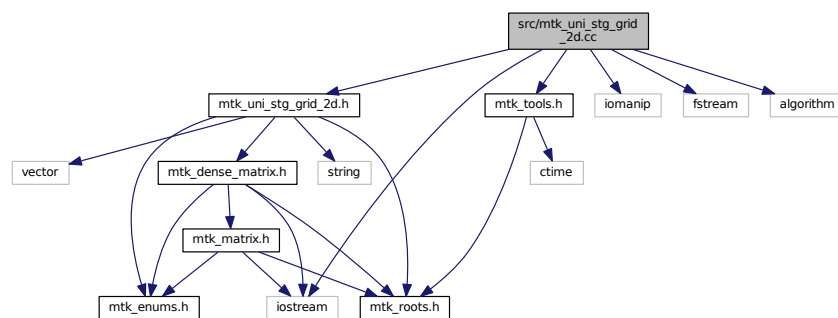 src/mtk_uni_stg_grid
_2d.cc
mtk_uni_stg_grid_2d.h
mtk_tools.h
iomanip
fstream
algorithm
vector
mtk_dense_matrix.h
string
ctime
mtk_matrix.h
mtk_enums.h
iostream
mtk_roots.h